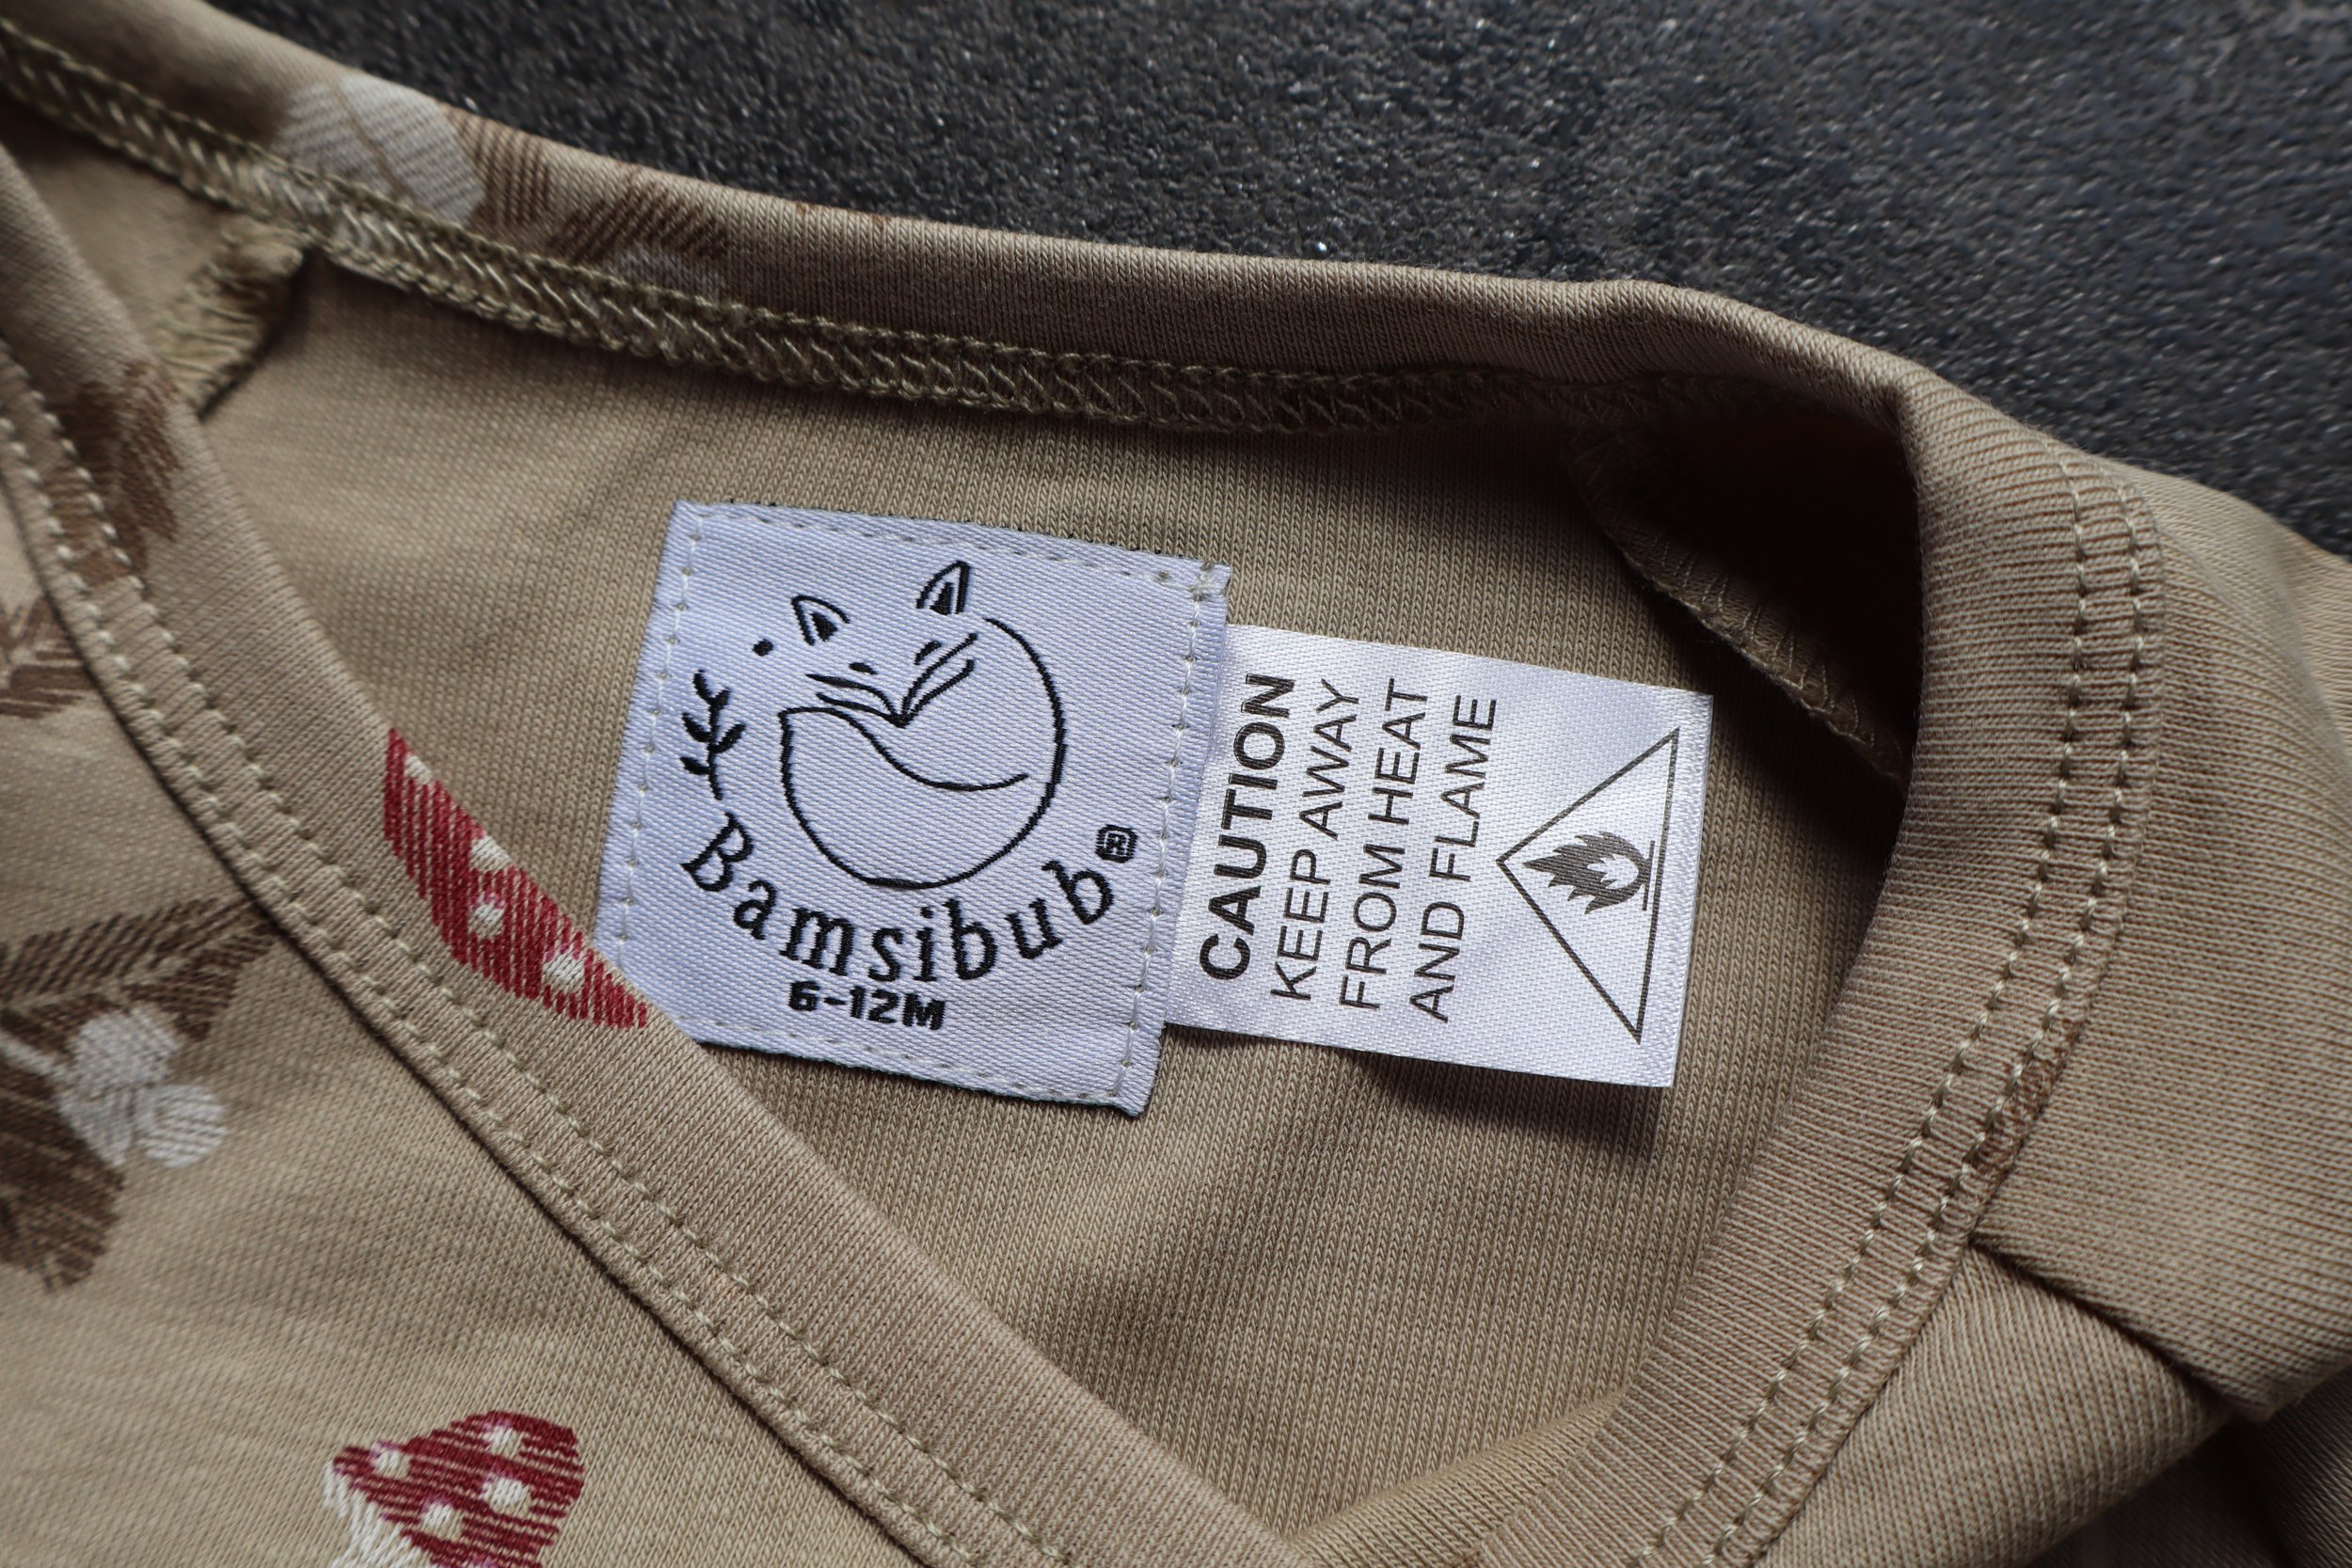 Bamsibub®
6-12M
CAUTION
KEEP AWAY
FROM HEAT
AND FLAME